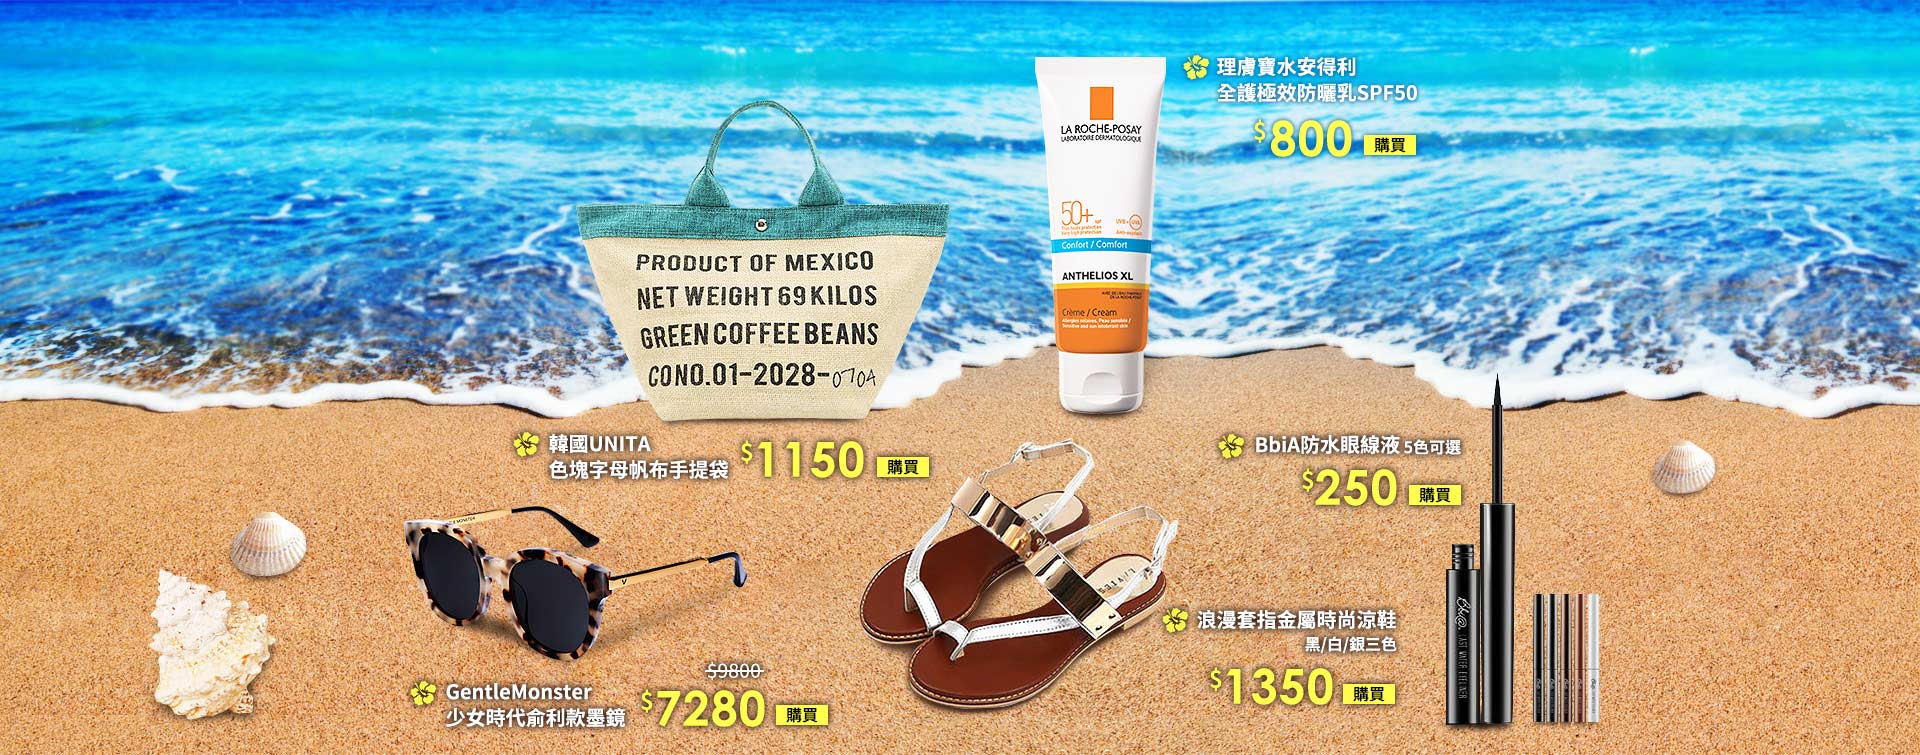 理膚寶水安得利
全護極效防曬乳SPF50
$800 購買
LA ROCHE-POSAY
LABORATOIRE DERMATOLOGIQUE
50+
Confort / Comfort
ANTHELIOS XL
Crème / Cream
PRODUCT OF MEXICO
NET WEIGHT 69 KILOS
GREEN COFFEE BEANS
CONO.01-2028-0704
韓國UNITA
色塊字母帆布手提袋
$1150 購買
BbiA防水眼線液 5色可選
$250 購買
LAST WATER EYELINER
浪漫套指金屬時尚涼鞋
黑/白/銀三色
$1350 購買
$9800
GentleMonster
少女時代俞利款墨鏡
$7280 購買